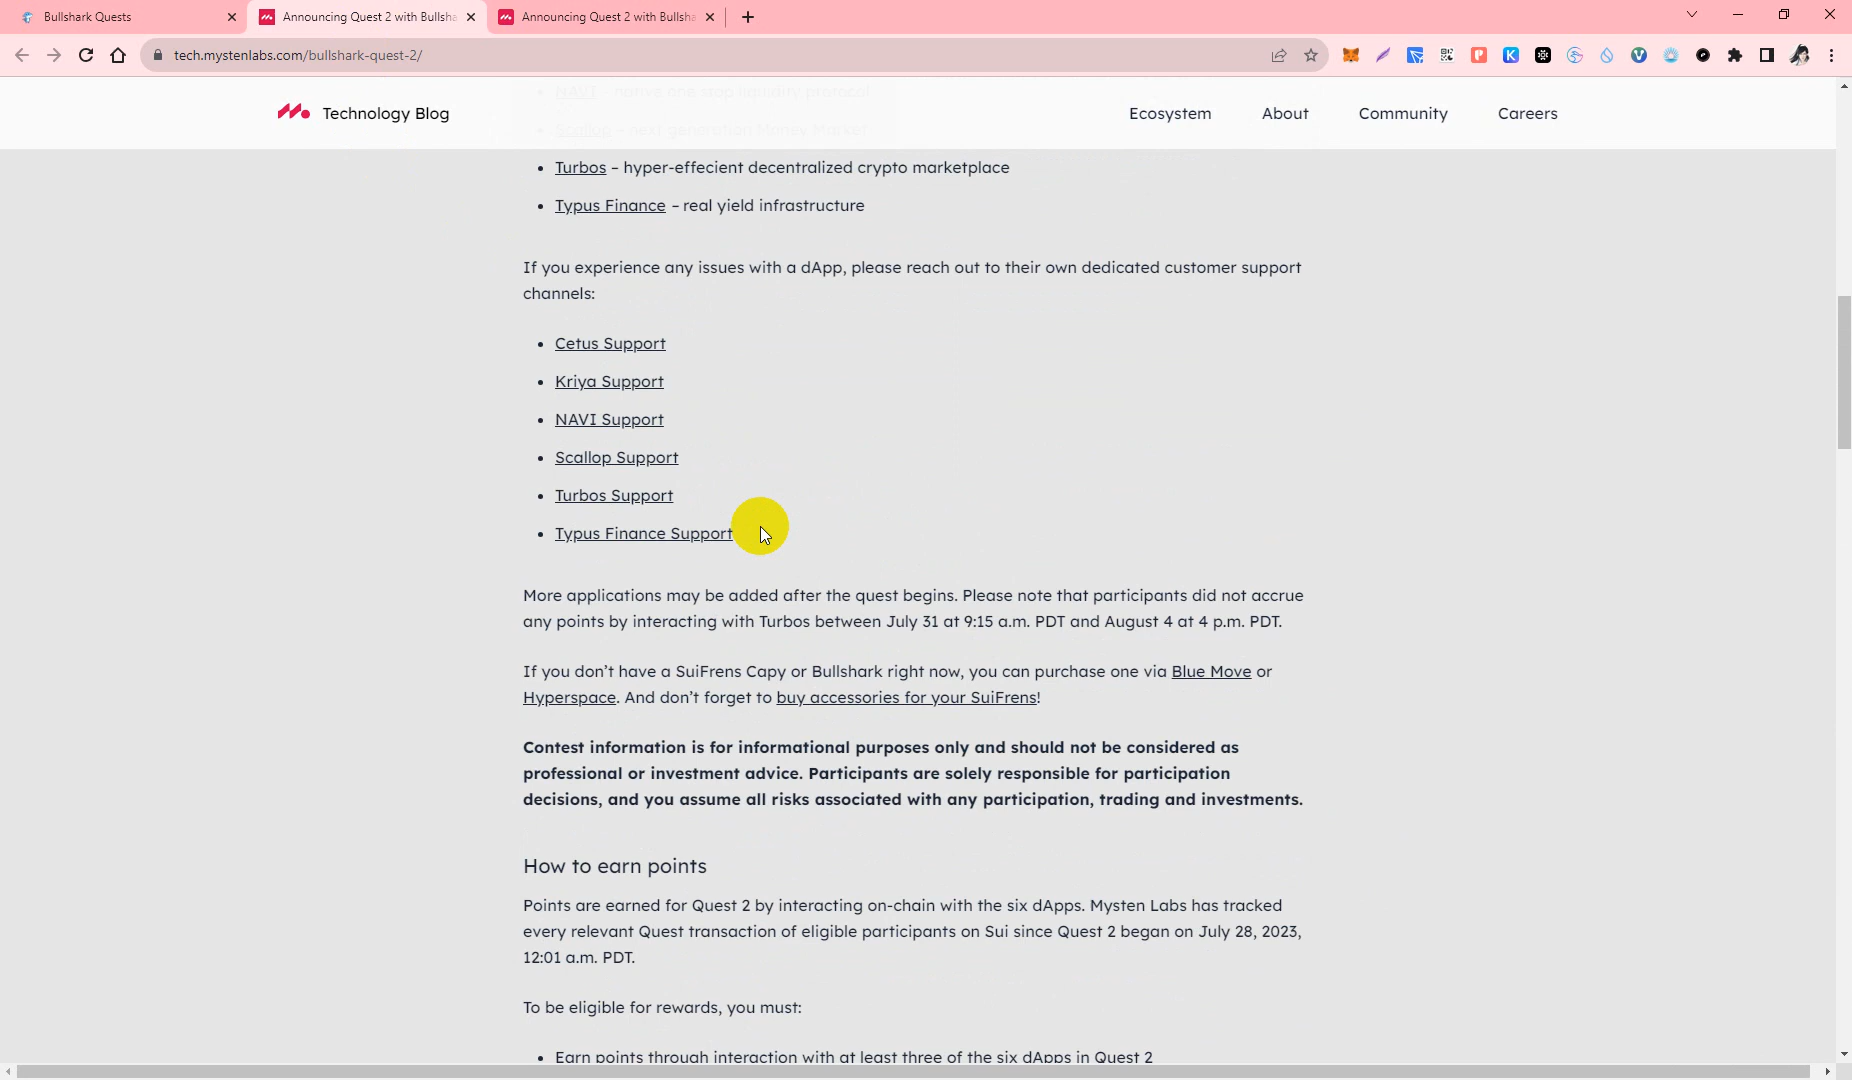 Bullshark Quests
Announcing Quest 2 with Bullsha
Announcing Quest 2 with Bullsha
tech.mystenlabs.com/bullshark-quest-2/
Technology Blog
Ecosystem
About
Community
Careers
NAVI – native one stop liquidity protocol
Scallop – next generation Money Market
Turbos – hyper-effecient decentralized crypto marketplace
Typus Finance – real yield infrastructure
If you experience any issues with a dApp, please reach out to their own dedicated customer support
channels:
Cetus Support
Kriya Support
NAVI Support
Scallop Support
Turbos Support
Typus Finance Support
More applications may be added after the quest begins. Please note that participants did not accrue
any points by interacting with Turbos between July 31 at 9:15 a.m. PDT and August 4 at 4 p.m. PDT.
If you don’t have a SuiFrens Capy or Bullshark right now, you can purchase one via Blue Move or
Hyperspace. And don’t forget to buy accessories for your SuiFrens!
Contest information is for informational purposes only and should not be considered as
professional or investment advice. Participants are solely responsible for participation
decisions, and you assume all risks associated with any participation, trading and investments.
How to earn points
Points are earned for Quest 2 by interacting on-chain with the six dApps. Mysten Labs has tracked
every relevant Quest transaction of eligible participants on Sui since Quest 2 began on July 28, 2023,
12:01 a.m. PDT.
To be eligible for rewards, you must:
Earn points through interaction with at least three of the six dApps in Quest 2